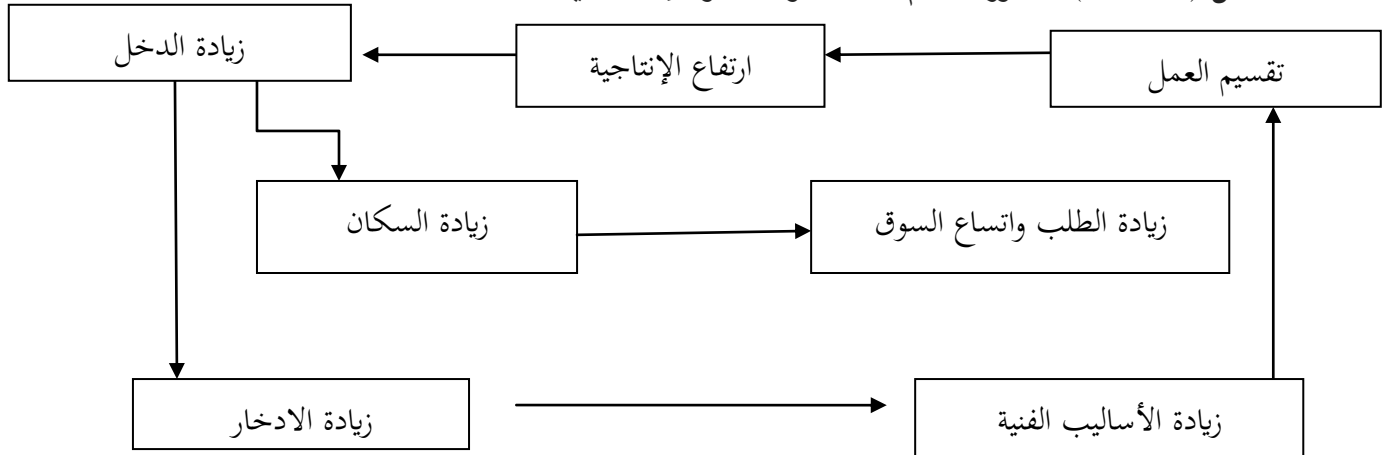 زيادة الدخل
ارتفاع الإنتاجية
تقسيم العمل
زيادة السكان
زيادة الطلب واتساع السوق
زيادة الادخار
زيادة الأساليب الفنية